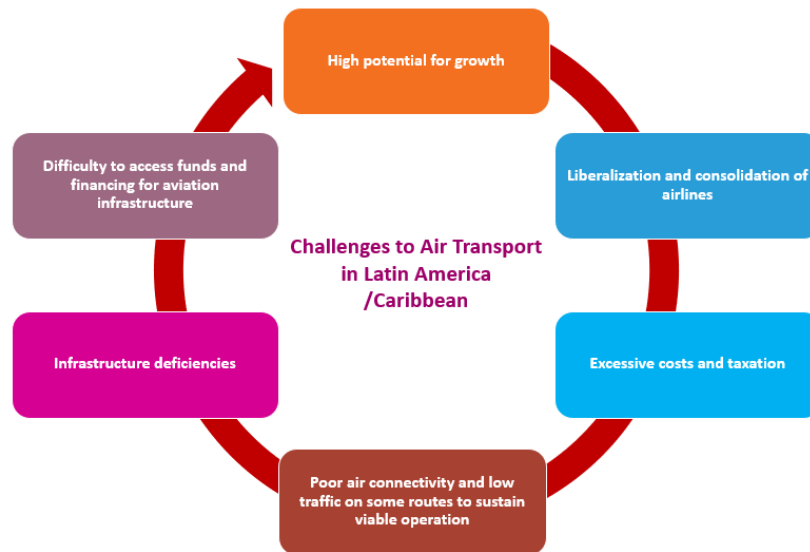 High potential for growth
Liberalization and consolidation of
airlines
Excessive costs and taxation
Poor air connectivity and low
traffic on some routes to sustain
viable operation
Infrastructure deficiencies
Difficulty to access funds and
financing for aviation
infrastructure
Challenges to Air Transport
in Latin America
/Caribbean